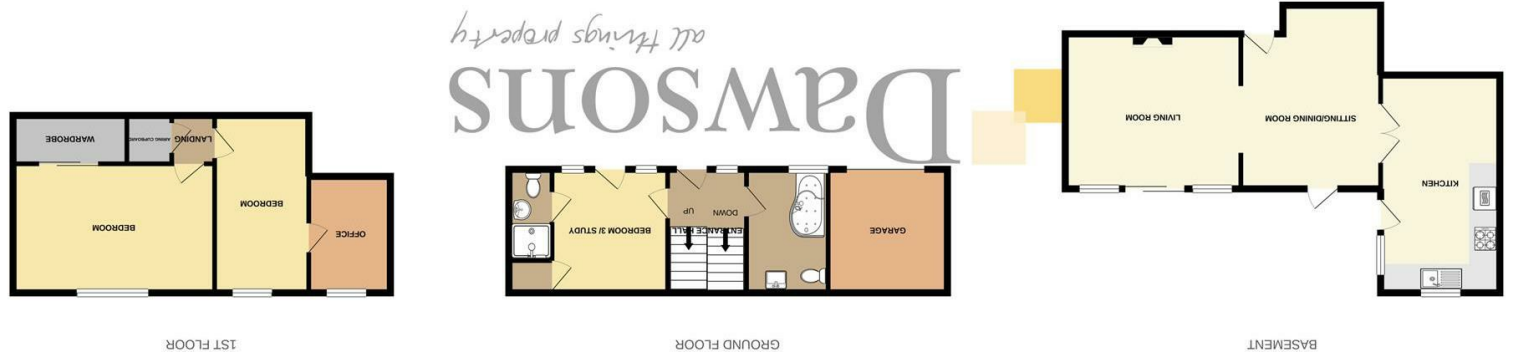 BASEMENT
GROUND FLOOR
1ST FLOOR
KITCHEN
SITTING/DINING ROOM
LIVING ROOM
GARAGE
ENTRANCE HALL
DOWN
UP
BEDROOM 3/ STUDY
OFFICE
BEDROOM
BEDROOM
LANDING
AIRING CUPBOARD
WARDROBE
Dawsons
all things property